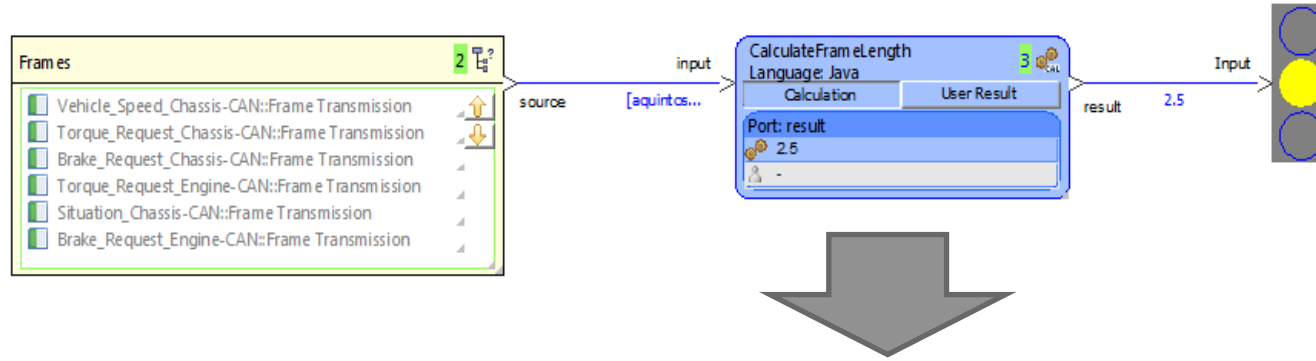 Frames
2
?
Vehicle_Speed_Chassis-CAN::Frame Transmission
Torque_Request_Chassis-CAN::Frame Transmission
Brake_Request_Chassis-CAN::Frame Transmission
Torque_Request_Engine-CAN::Frame Transmission
Situation_Chassis-CAN::Frame Transmission
Brake_Request_Engine-CAN::Frame Transmission
source
input
[aquintos...
CalculateFrameLength
3
CAL
Language: Java
Calculation
User Result
Port: result
2.5
-
result
2.5
Input